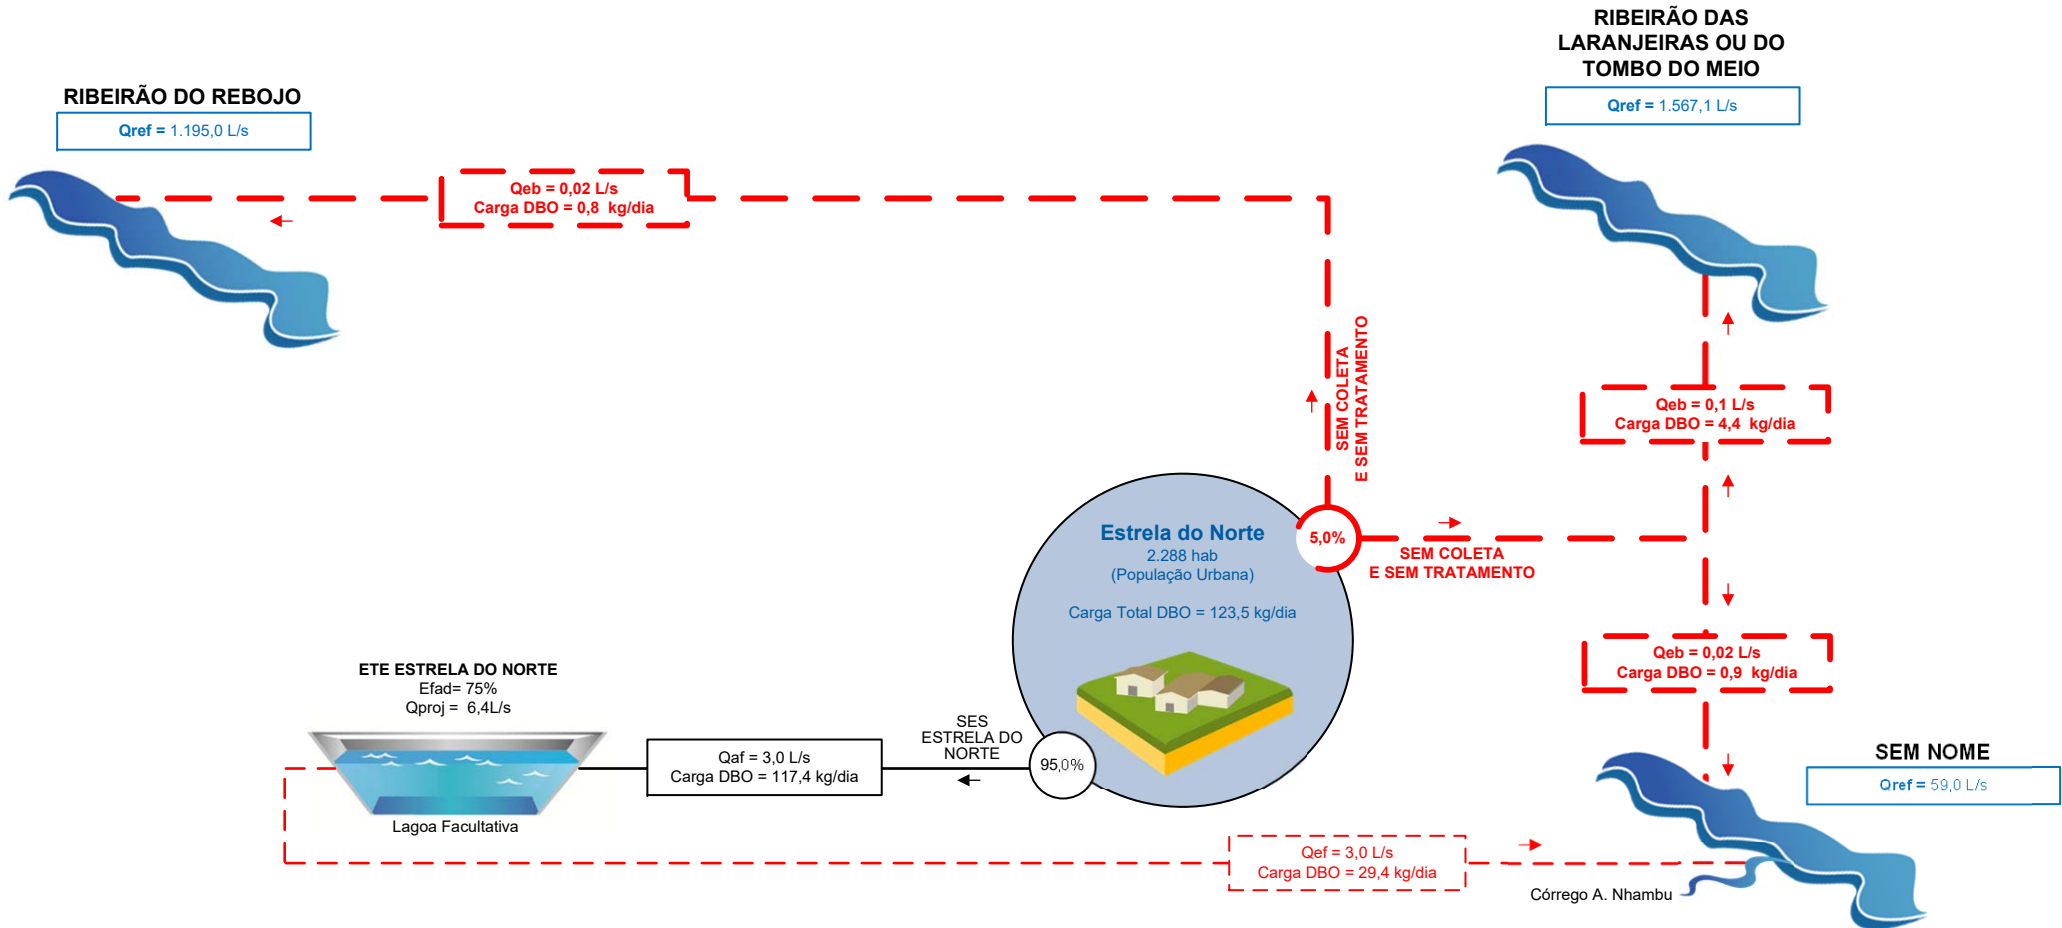 RIBEIRÃO DAS
LARANJEIRAS OU DO
TOMBO DO MEIO
Qref = 1.567,1 L/s
RIBEIRÃO DO REBOJO
Qref = 1.195,0 L/s
Qeb = 0,02 L/s
Carga DBO = 0,8 kg/dia
SEM COLETA
E SEM TRATAMENTO
Qeb = 0,1 L/s
Carga DBO = 4,4 kg/dia
Estrela do Norte
2.288 hab
(População Urbana)
Carga Total DBO = 123,5 kg/dia
5,0%
SEM COLETA
E SEM TRATAMENTO
Qeb = 0,02 L/s
Carga DBO = 0,9 kg/dia
ETE ESTRELA DO NORTE
Efad= 75%
Qproj = 6,4L/s
Lagoa Facultativa
Qaf = 3,0 L/s
Carga DBO = 117,4 kg/dia
SES
ESTRELA DO
NORTE
95,0%
SEM NOME
Qref = 59,0 L/s
Qef = 3,0 L/s
Carga DBO = 29,4 kg/dia
Córrego A. Nhambu